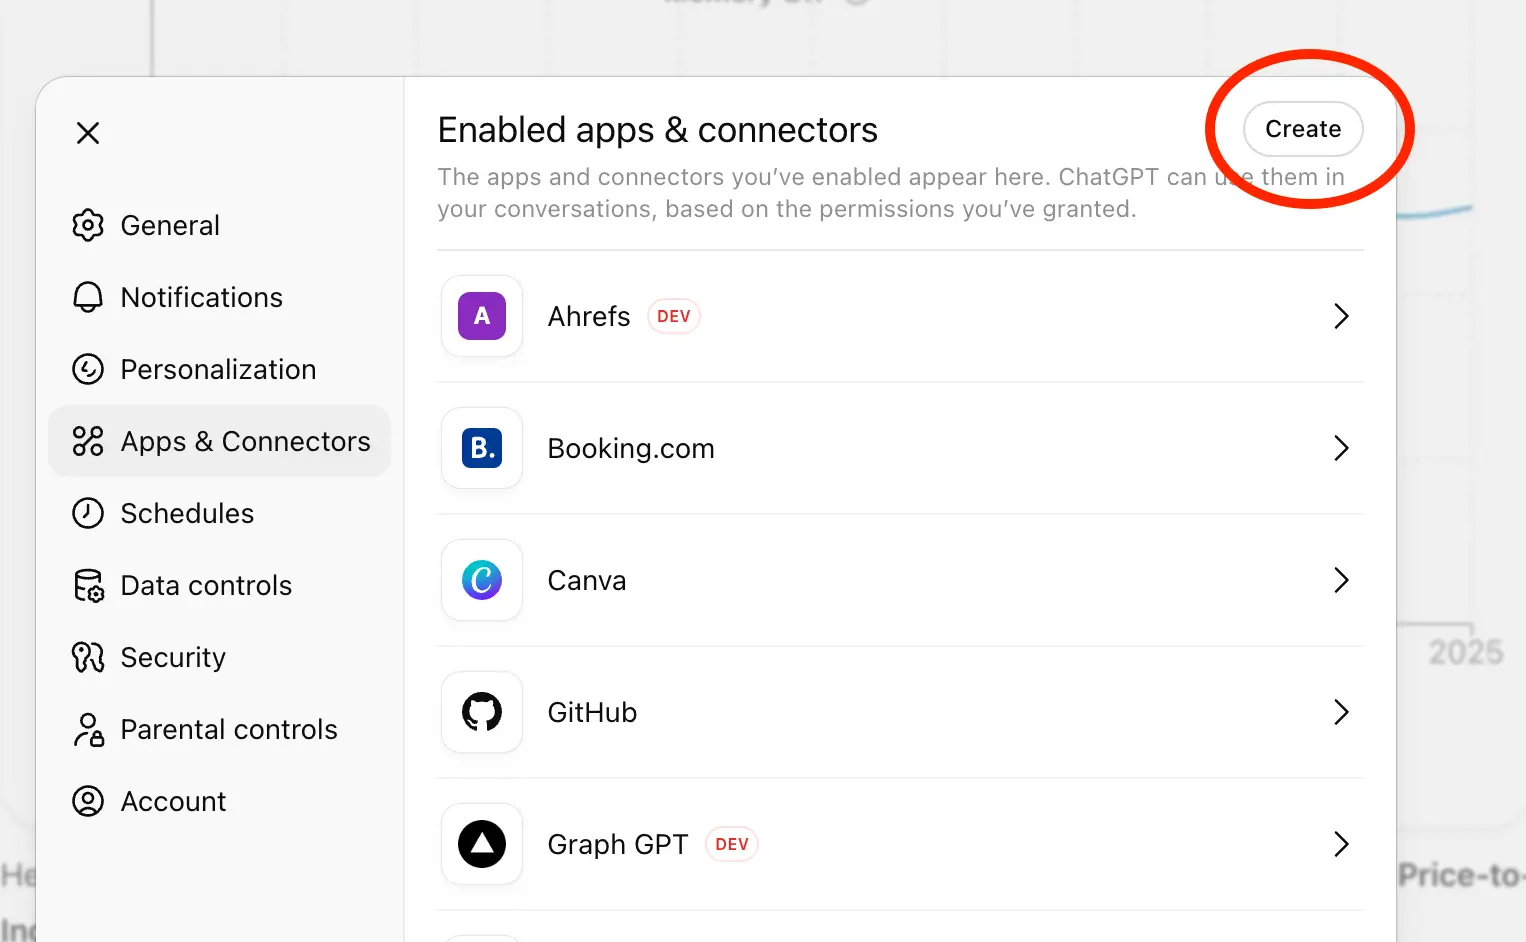 Enabled apps & connectors
Create
The apps and connectors you've enabled appear here. ChatGPT can use them in
your conversations, based on the permissions you've granted.
General
Notifications
Personalization
Apps & Connectors
Schedules
Data controls
Security
Parental controls
Account
A
Ahrefs
DEV
B.
Booking.com
C
Canva
GitHub
Graph GPT
DEV
2025
He
Price-to-
Inc